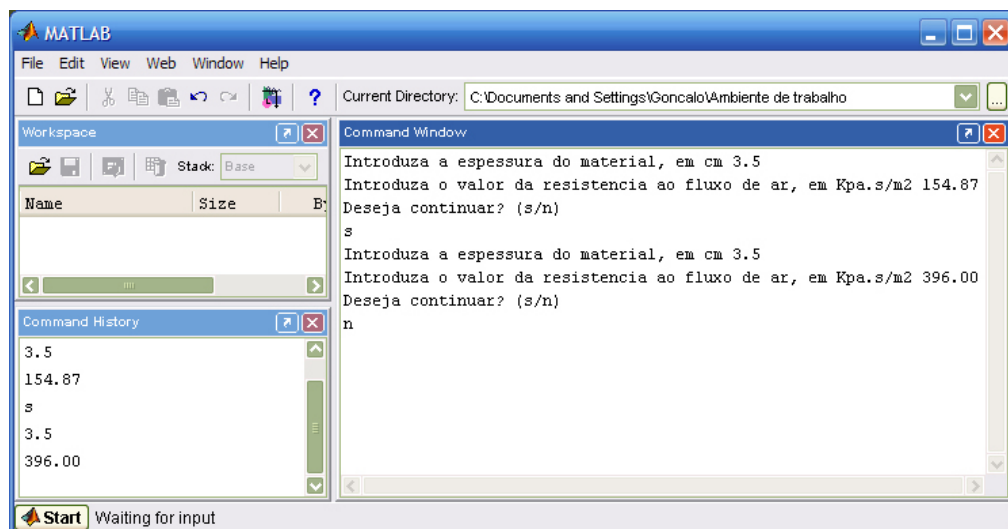 MATLAB
File Edit View Web Window Help
? Current Directory: C:\Documents and Settings\Goncalo\Ambiente de trabalho ...
Workspace
Stack: Base
Name Size By
Command History
3.5
154.87
s
3.5
396.00
Command Window
Introduza a espessura do material, em cm 3.5
Introduza o valor da resistencia ao fluxo de ar, em Kpa.s/m2 154.87
Deseja continuar? (s/n)
s
Introduza a espessura do material, em cm 3.5
Introduza o valor da resistencia ao fluxo de ar, em Kpa.s/m2 396.00
Deseja continuar? (s/n)
n
Start Waiting for input